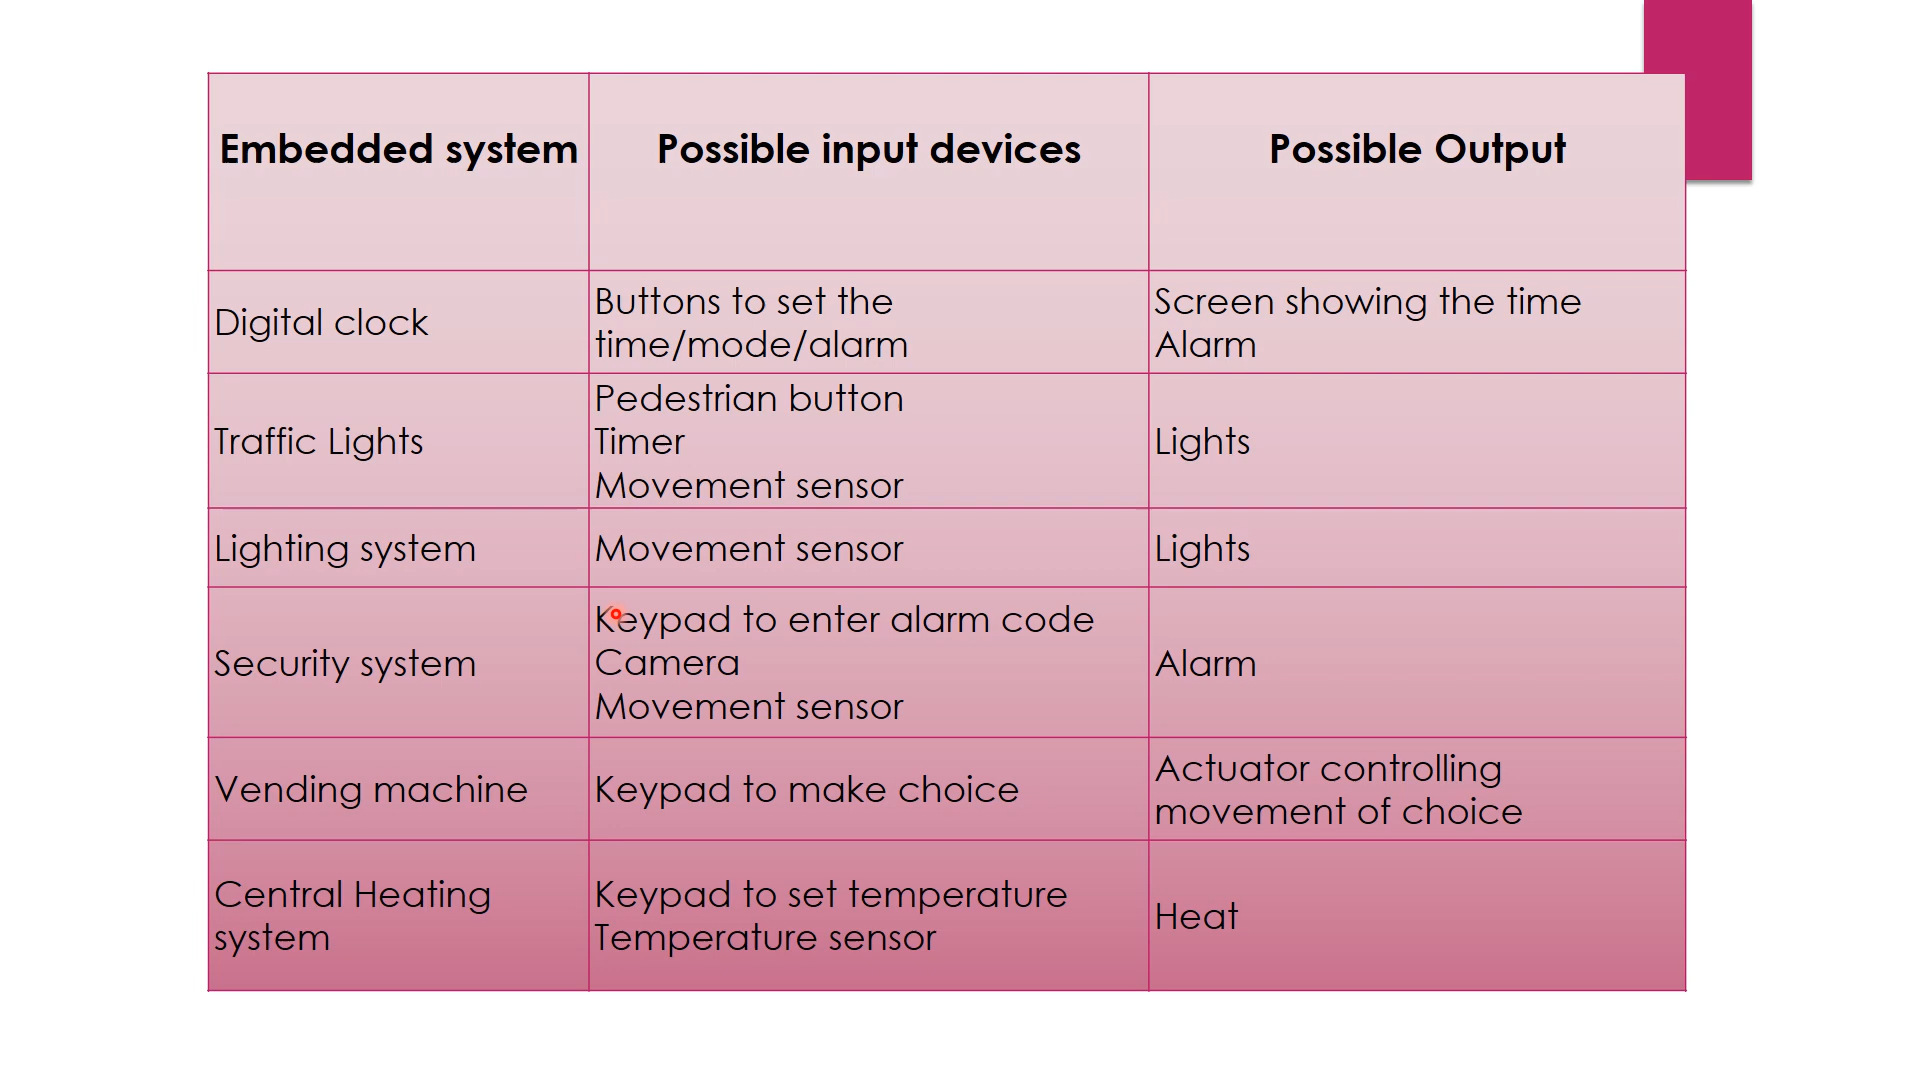 Embedded system
Possible input devices
Possible Output
Digital clock
Buttons to set the
time/mode/alarm
Screen showing the time
Alarm
Traffic Lights
Pedestrian button
Timer
Movement sensor
Lights
Lighting system
Movement sensor
Lights
Security system
Keypad to enter alarm code
Camera
Movement sensor
Alarm
Vending machine
Keypad to make choice
Actuator controlling
movement of choice
Central Heating
system
Keypad to set temperature
Temperature sensor
Heat